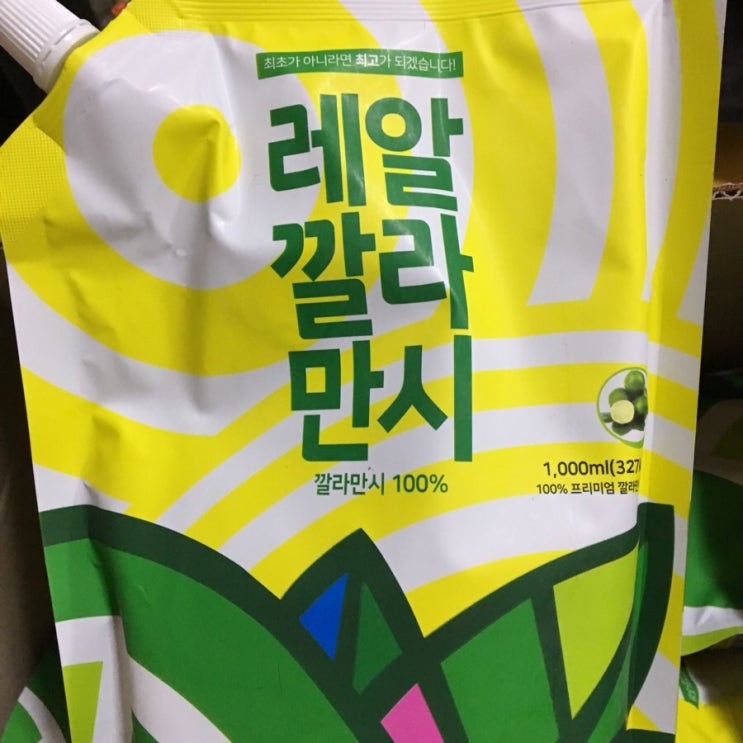 최초가 아니라면 최고가 되겠습니다!
레알
깔라
만시
깔라만시 100%
1,000ml(327
100% 프리미엄